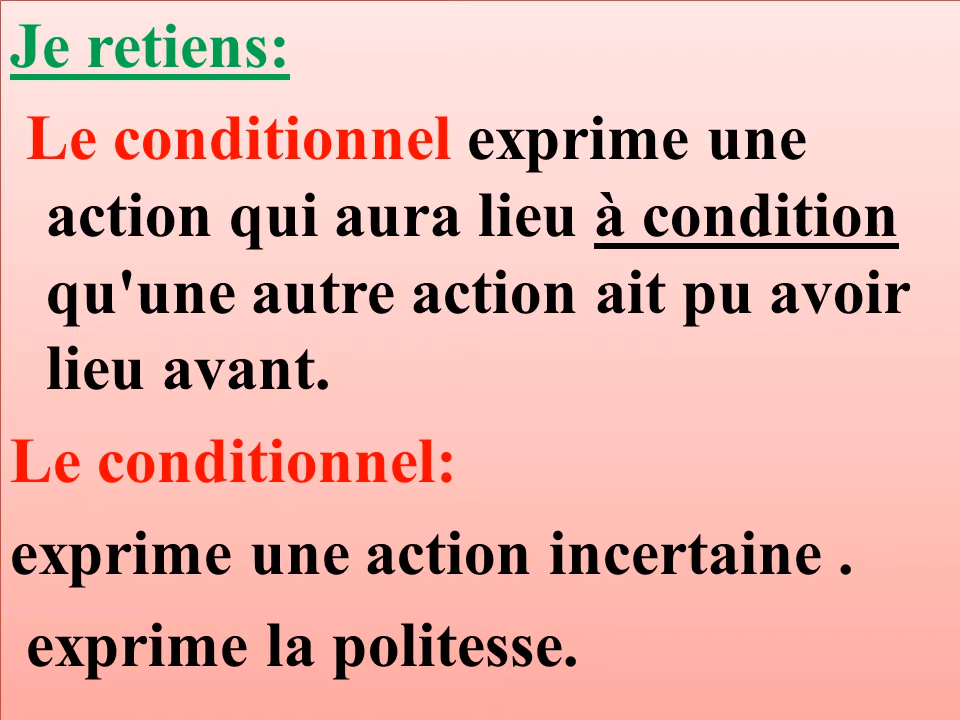 Je retiens:
Le conditionnel exprime une
action qui aura lieu à condition
qu'une autre action ait pu avoir
lieu avant.
Le conditionnel:
exprime une action incertaine .
exprime la politesse.